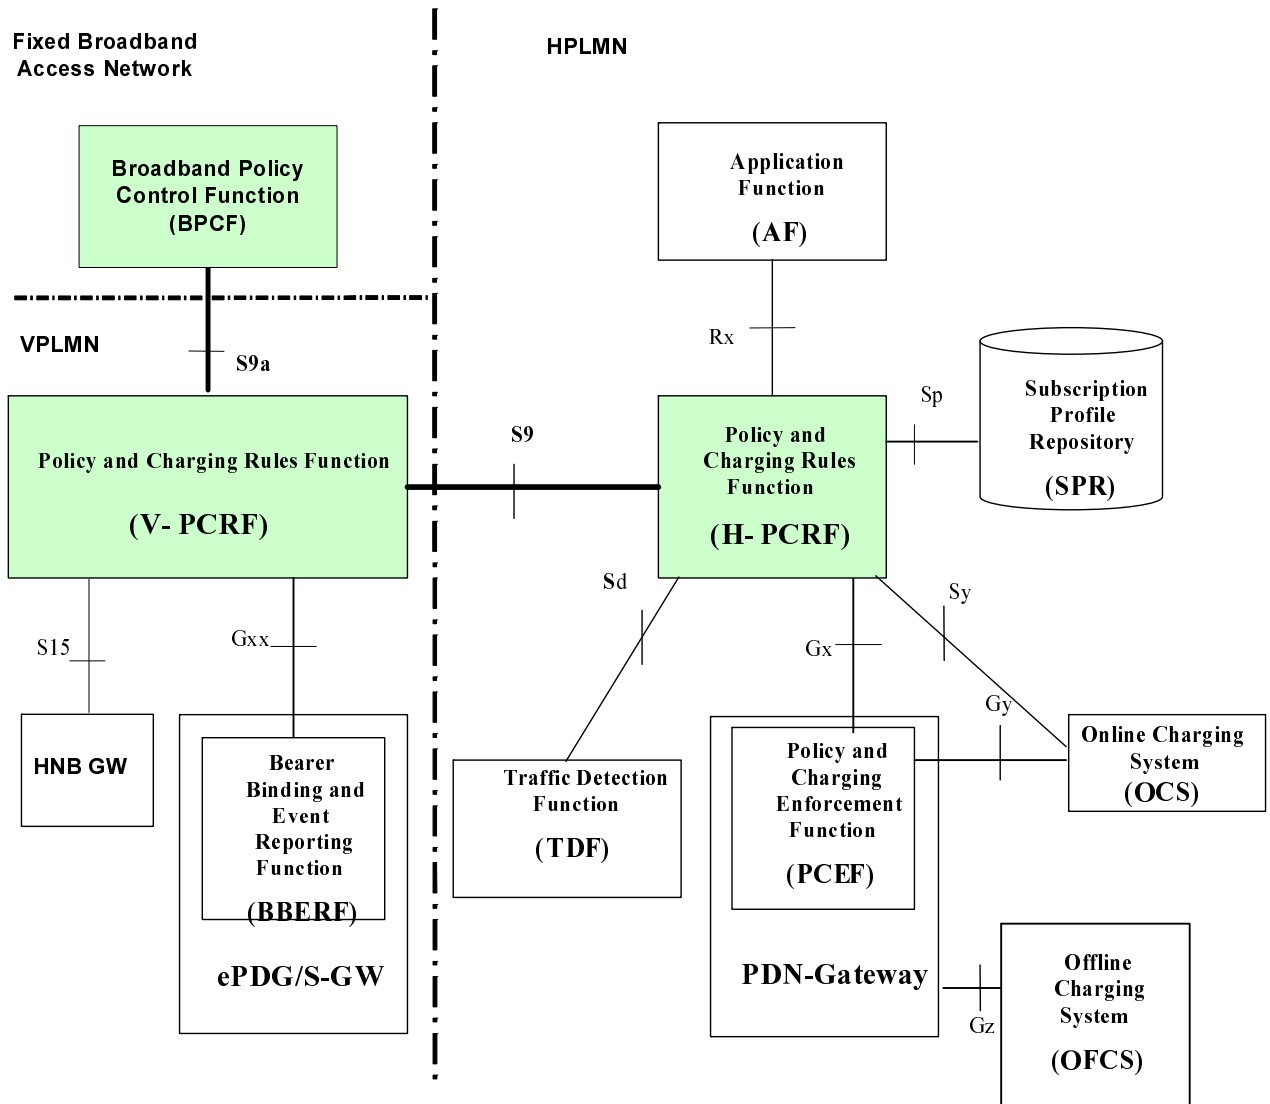 Fixed Broadband
Access Network
HPLMN
Broadband Policy
Control Function
(BPCF)
Application
Function
(AF)
VPLMN
S9a
Rx
Sp
Subscription
Profile
Repository
(SPR)
Policy and Charging Rules Function
(V- PCRF)
S9
Policy and
Charging Rules
Function
(H- PCRF)
S15
Gxx
Sd
Gx
Sy
Gy
HNB GW
Bearer
Binding and
Event
Reporting
Function
(BBERF)
ePDG/S-GW
Traffic Detection
Function
(TDF)
Policy and
Charging
Enforcement
Function
(PCEF)
PDN-Gateway
Online Charging
System
(OCS)
Gz
Offline
Charging
System
(OFCS)